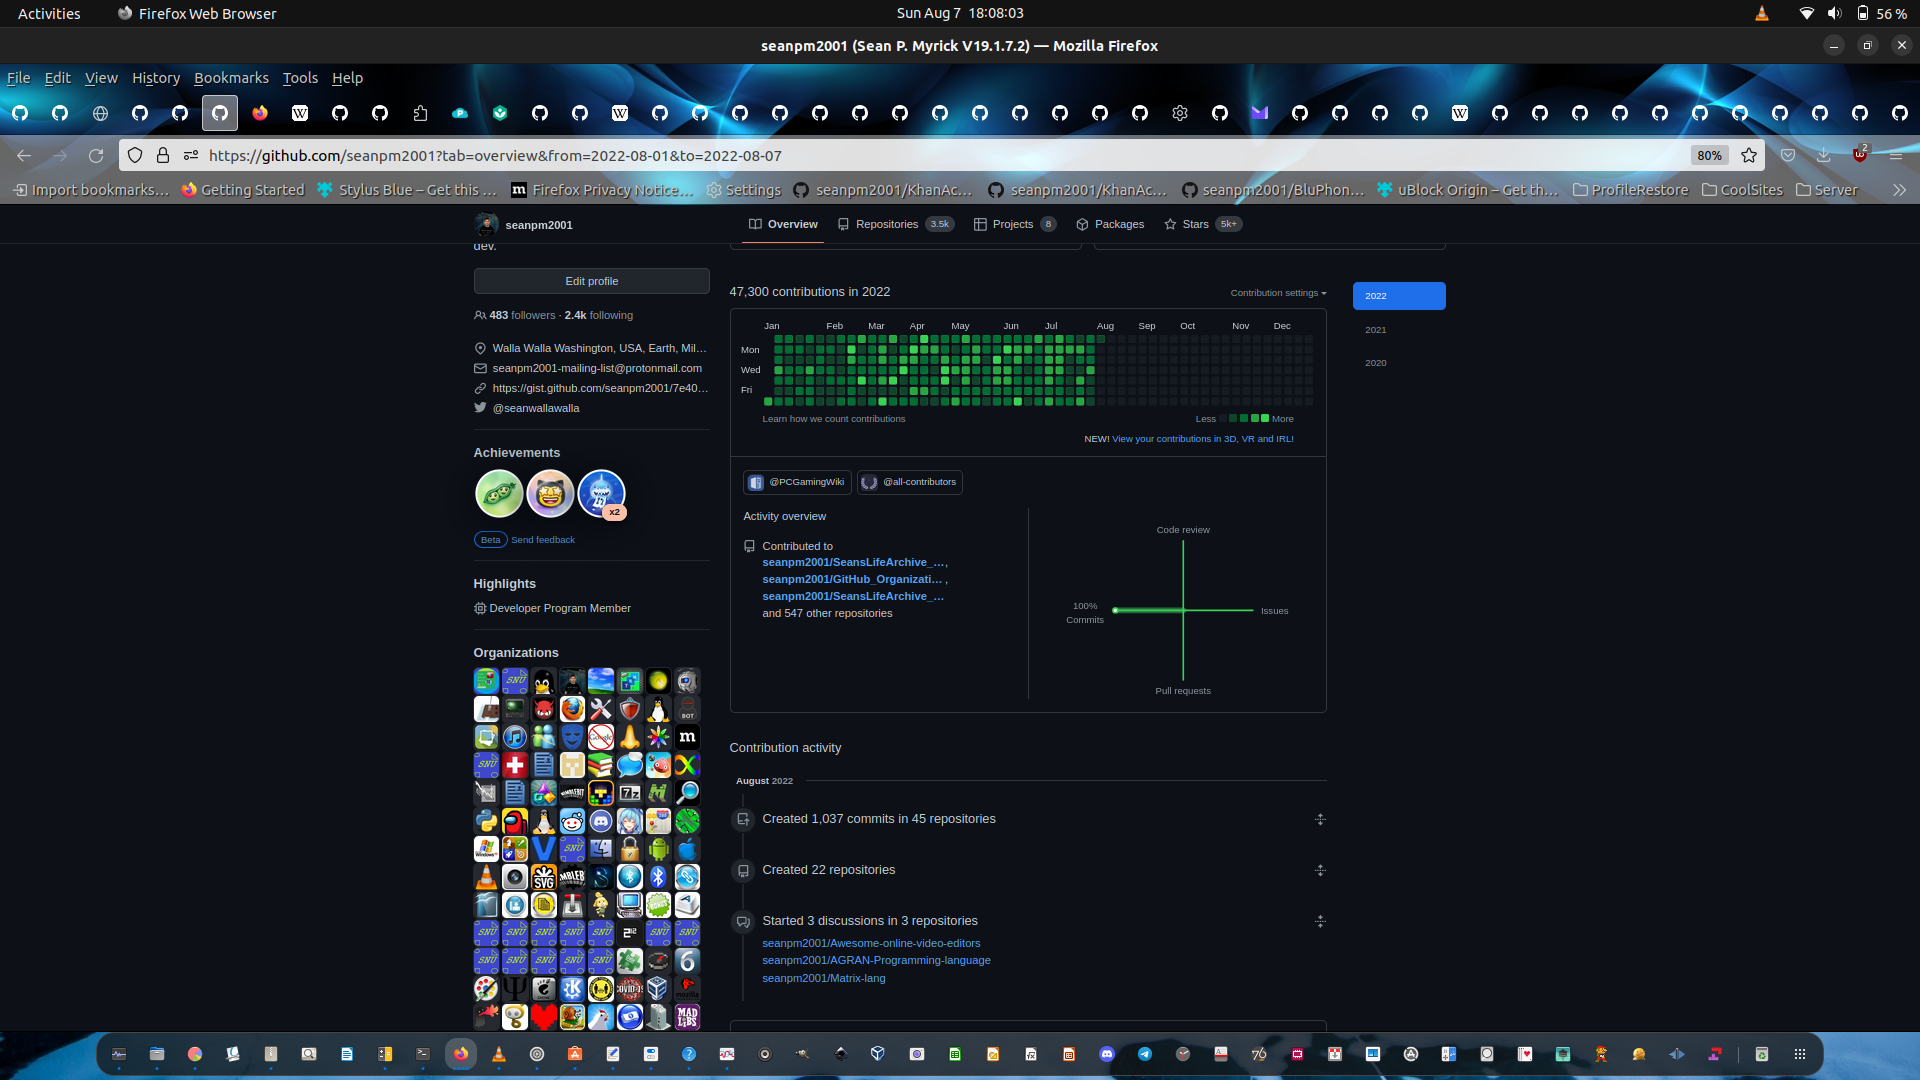 Activities
Firefox Web Browser
Sun Aug 7 18:08:03
56 %
seanpm2001 (Sean P. Myrick V19.1.7.2) — Mozilla Firefox
File Edit View History Bookmarks Tools Help
https://github.com/seanpm2001?tab=overview&from=2022-08-01&to=2022-08-07
80%
2
Import bookmarks…
Getting Started
Stylus Blue – Get this …
Firefox Privacy Notice…
Settings
seanpm2001/KhanAc…
seanpm2001/KhanAc…
seanpm2001/BluPhon…
uBlock Origin – Get th…
ProfileRestore
CoolSites
Server
seanpm2001
Overview
Repositories 3.5k
Projects 8
Packages
Stars 5k+
dev.
Edit profile
483 followers · 2.4k following
Walla Walla Washington, USA, Earth, Mil…
seanpm2001-mailing-list@protonmail.com
https://gist.github.com/seanpm2001/7e40…
@seanwallawalla
Achievements
x2
Beta Send feedback
Highlights
Developer Program Member
Organizations
47,300 contributions in 2022
Contribution settings
2022
2021
2020
Jan Feb Mar Apr May Jun Jul Aug Sep Oct Nov Dec
Mon
Wed
Fri
Learn how we count contributions
Less More
NEW! View your contributions in 3D, VR and IRL!
@PCGamingWiki
@all-contributors
Activity overview
Contributed to
seanpm2001/SeansLifeArchive_…,
seanpm2001/GitHub_Organizati… ,
seanpm2001/SeansLifeArchive_…
and 547 other repositories
Code review
100%
Commits
Issues
Pull requests
Contribution activity
August 2022
Created 1,037 commits in 45 repositories
Created 22 repositories
Started 3 discussions in 3 repositories
seanpm2001/Awesome-online-video-editors
seanpm2001/AGRAN-Programming-language
seanpm2001/Matrix-lang